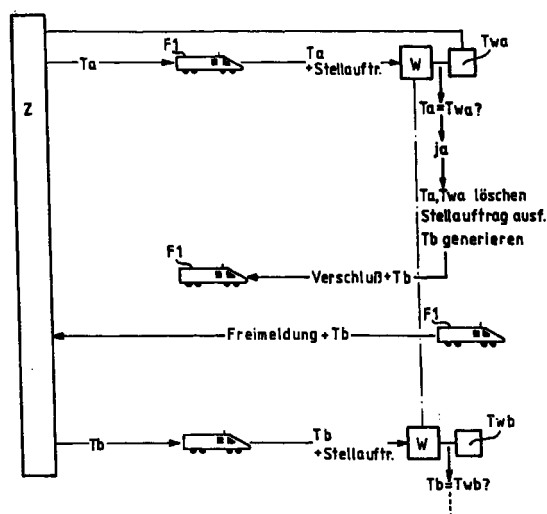 F1
Ta
Ta
+Stellauftr.
W
Twa
Z
Ta=Twa?
ja
Ta,Twa löschen
Stellauftrag ausf.
Tb generieren
F1
Verschluß+Tb
F1
Freimeldung+Tb
Tb
Tb
+Stellauftr.
W
Twb
Tb=Twb?